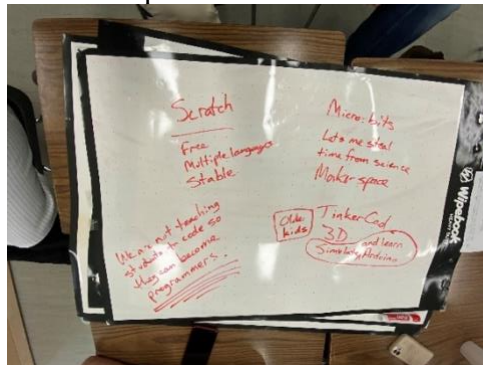 Scratch
Free
Multiple languages
Stable
Micro:bits
Lets me steal
time from science
Maker space
We are not teaching
students to code so
they can become
programmers.
Older
kids
TinkerCad
3D
and learn
Simulate Arduino
Wipebook